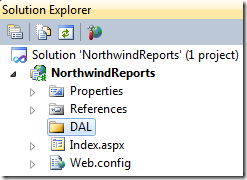 Solution Explorer
Solution 'NorthwindReports' (1 project)
NorthwindReports
Properties
References
DAL
Index.aspx
Web.config